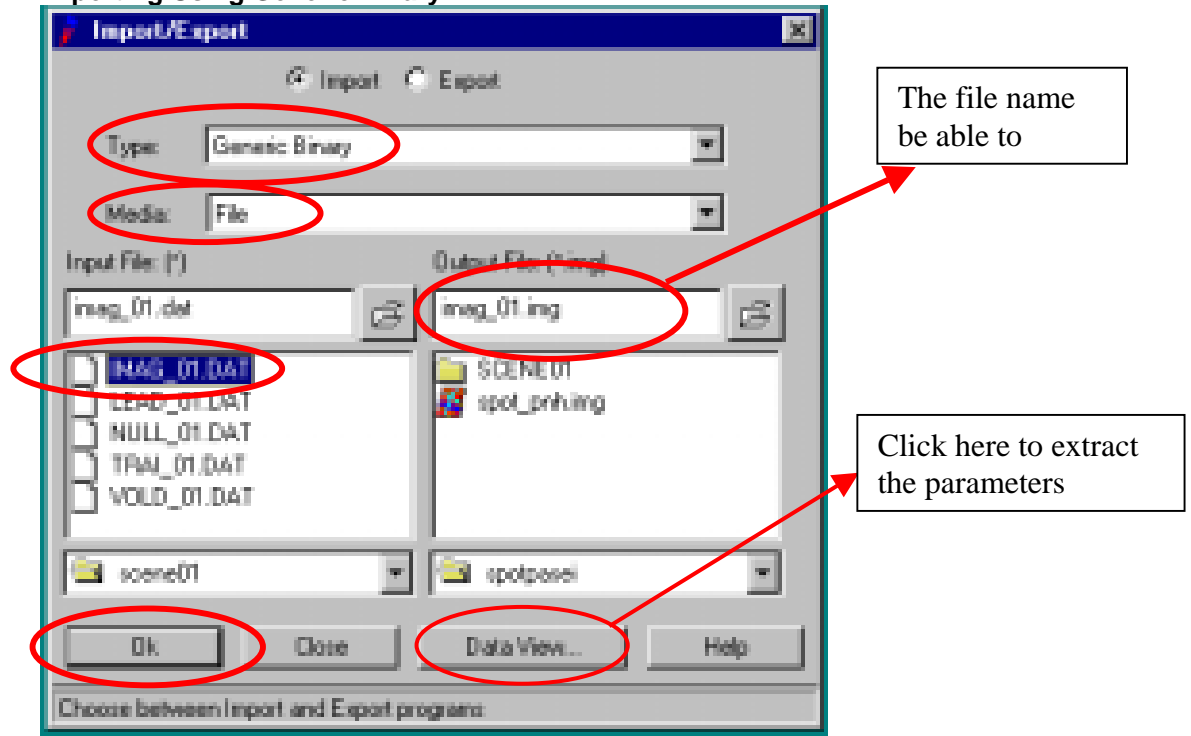 Import/Export
Import Export
Type: Generic Binary
Media: File
Input File: (*) Output File: (*.img)
imag_01.dat imag_01.img
IMAG_01.DAT
LEAD_01.DAT
NULL_01.DAT
TRAI_01.DAT
VOLD_01.DAT
SCENE01
spot_pnh.img
scene01 spotpasei
Ok Close Data View... Help
Choose between Import and Export programs
The file name
be able to
Click here to extract
the parameters